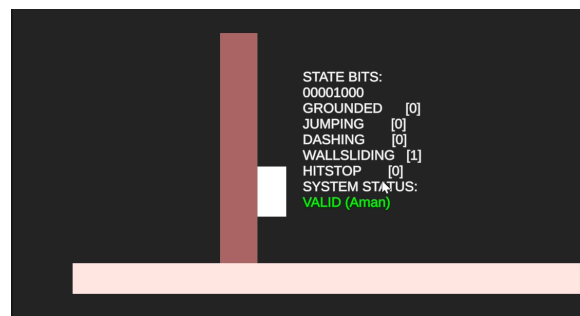 STATE BITS:
00001000
GROUNDED [0]
JUMPING [0]
DASHING [0]
WALLSLIDING [1]
HITSTOP [0]
SYSTEM STATUS:
VALID (Aman)